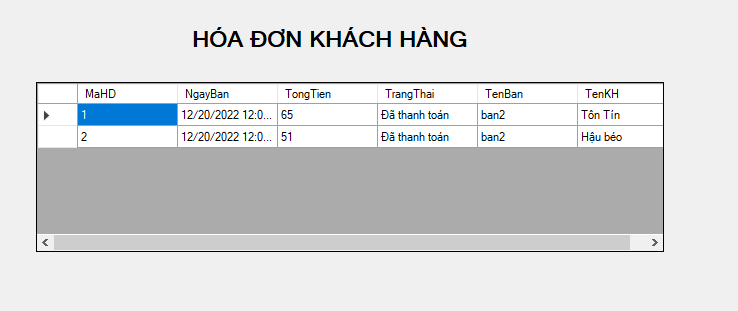 HÓA ĐƠN KHÁCH HÀNG
MaHD NgayBan TongTien TrangThai TenBan TenKH
1 12/20/2022 12:0... 65 Đã thanh toán ban2 Tôn Tín
2 12/20/2022 12:0... 51 Đã thanh toán ban2 Hậu béo